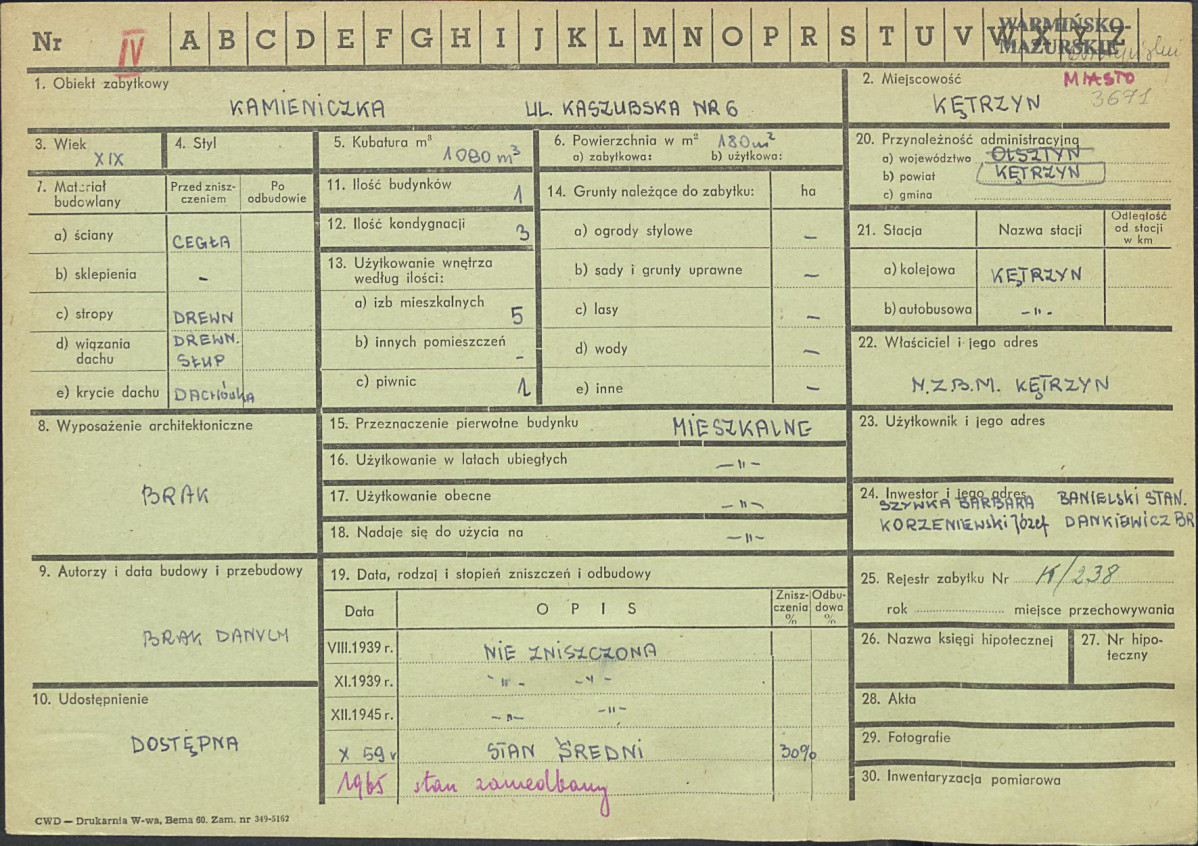 Nr IV A B C D E F G H I J K L M N O P R S T U V W X Y Z
WARMIŃSKO-
MAZURSKIE
1. Obiekt zabytkowy
KAMIENICZKA UL. KASZUBSKA NR 6
2. Miejscowość MIASTO
KĘTRZYN 3671
3. Wiek XIX
4. Styl
5. Kubatura m³ 1080 m³
6. Powierzchnia w m² 180 m²
a) zabytkowa: b) użytkowa:
20. Przynależność administracyjna
a) województwo OLSZTYN
b) powiat KĘTRZYN
c) gmina
7. Materiał budowlany
Przed znisz-
czeniem
Po
odbudowie
a) ściany CEGŁA
b) sklepienia –
c) stropy DREWN
d) wiązania dachu DREWN. SŁUP
e) krycie dachu DACHÓWKA
11. Ilość budynków 1
12. Ilość kondygnacji 3
13. Użytkowanie wnętrza
według ilości:
a) izb mieszkalnych 5
b) innych pomieszczeń -
c) piwnic 1
14. Grunty należące do zabytku: ha
a) ogrody stylowe –
b) sady i grunty uprawne –
c) lasy –
d) wody –
e) inne –
21. Stacja Nazwa stacji
Odległość
od stacji
w km
a) kolejowa KĘTRZYN
b) autobusowa -"-
22. Właściciel i jego adres
M.Z.B.M. KĘTRZYN
8. Wyposażenie architektoniczne
BRAK
15. Przeznaczenie pierwotne budynku MIESZKALNE
16. Użytkowanie w latach ubiegłych -"-
17. Użytkowanie obecne -"-
18. Nadaje się do użycia na -"-
23. Użytkownik i jego adres
24. Inwestor i jego adres
SZYWKA BARBARA BANIELSKI STAN.
KORZENIEWSKI Józef DANKIEWICZ BR
9. Autorzy i data budowy i przebudowy
BRAK DANYCH
19. Data, rodzaj i stopień zniszczeń i odbudowy
Data OPIS
Znisz-
czenia
%
Odbu-
dowa
%
VIII.1939 r. NIE ZNISZCZONA
XI.1939 r. -"- -"-
XII.1945 r. -"- -"-
X 59 r STAN ŚREDNI 30%
1965 stan zaniedbany
25. Rejestr zabytku Nr K/238
rok miejsce przechowywania
26. Nazwa księgi hipotecznej
27. Nr hipo-
teczny
10. Udostępnienie
DOSTĘPNA
28. Akta
29. Fotografie
30. Inwentaryzacja pomiarowa
CWD — Drukarnia W-wa, Bema 60. Zam. nr 349-5162